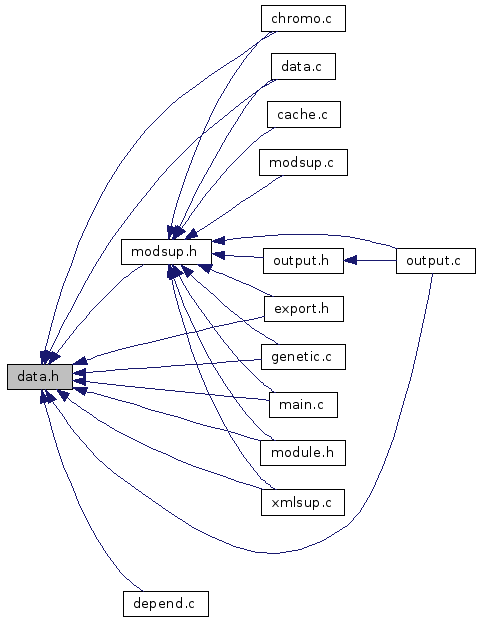 chromo.c
data.c
cache.c
modsup.c
modsup.h
output.h
output.c
export.h
genetic.c
data.h
main.c
module.h
xmlsup.c
depend.c